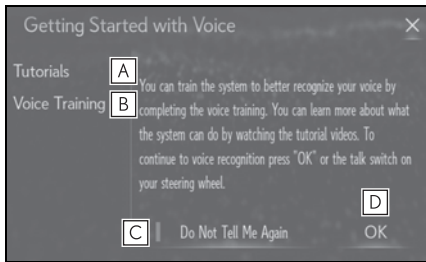 Getting Started with Voice
Tutorials
A
You can train the system to better recognize your voice by
Voice Training
B
completing the voice training. You can learn more about what
the system can do by watching the tutorial videos. To
continue to voice recognition press "OK" or the talk switch on
your steering wheel.
D
C
Do Not Tell Me Again
OK